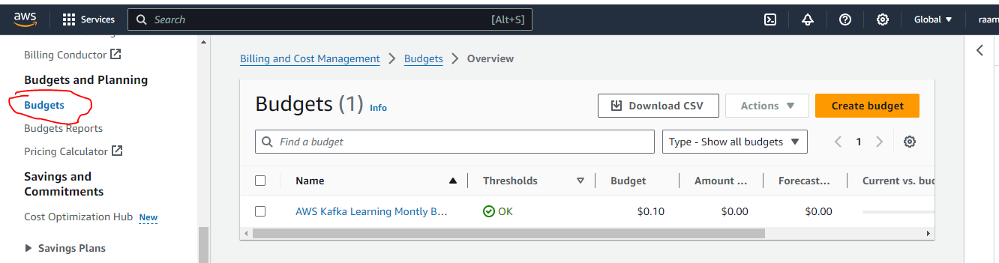 aws Services Search [Alt+S] Global ▼ raam
Billing Conductor
Budgets and Planning
Budgets
Budgets Reports
Pricing Calculator
Savings and
Commitments
Cost Optimization Hub New
Savings Plans
Billing and Cost Management > Budgets > Overview
Budgets (1) Info Download CSV Actions ▼ Create budget
Find a budget Type - Show all budgets ▼ < 1 >
Name Thresholds Budget Amount ... Forecast... Current vs. bud
AWS Kafka Learning Montly B... OK $0.10 $0.00 $0.00